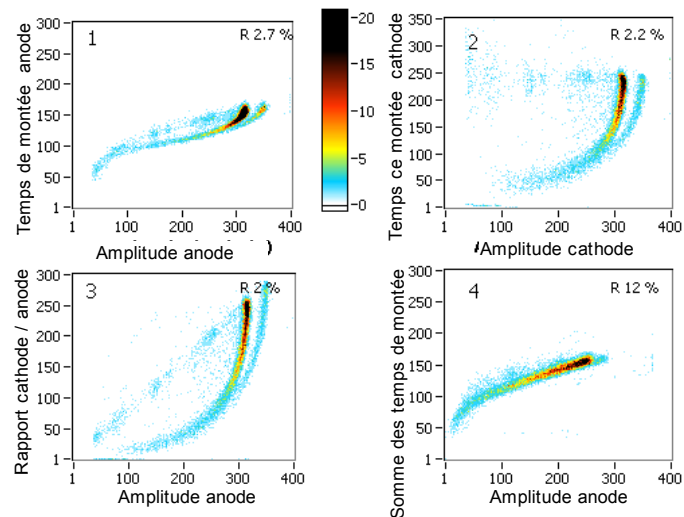 Temps de montée anode
300
250
200
150
100
50
1
1
R 2.7 %
1 100 200 300 400
Amplitude anode
20
15
10
5
0
Temps ce montée cathode
350
300
250
200
150
100
50
1
2
R 2.2 %
1 100 200 300 400
Amplitude cathode
Rapport cathode / anode
300
250
200
150
100
50
1
3
R 2 %
1 100 200 300 400
Amplitude anode
Somme des temps de montée
300
250
200
150
100
50
1
4
R 12 %
1 100 200 300 400
Amplitude anode